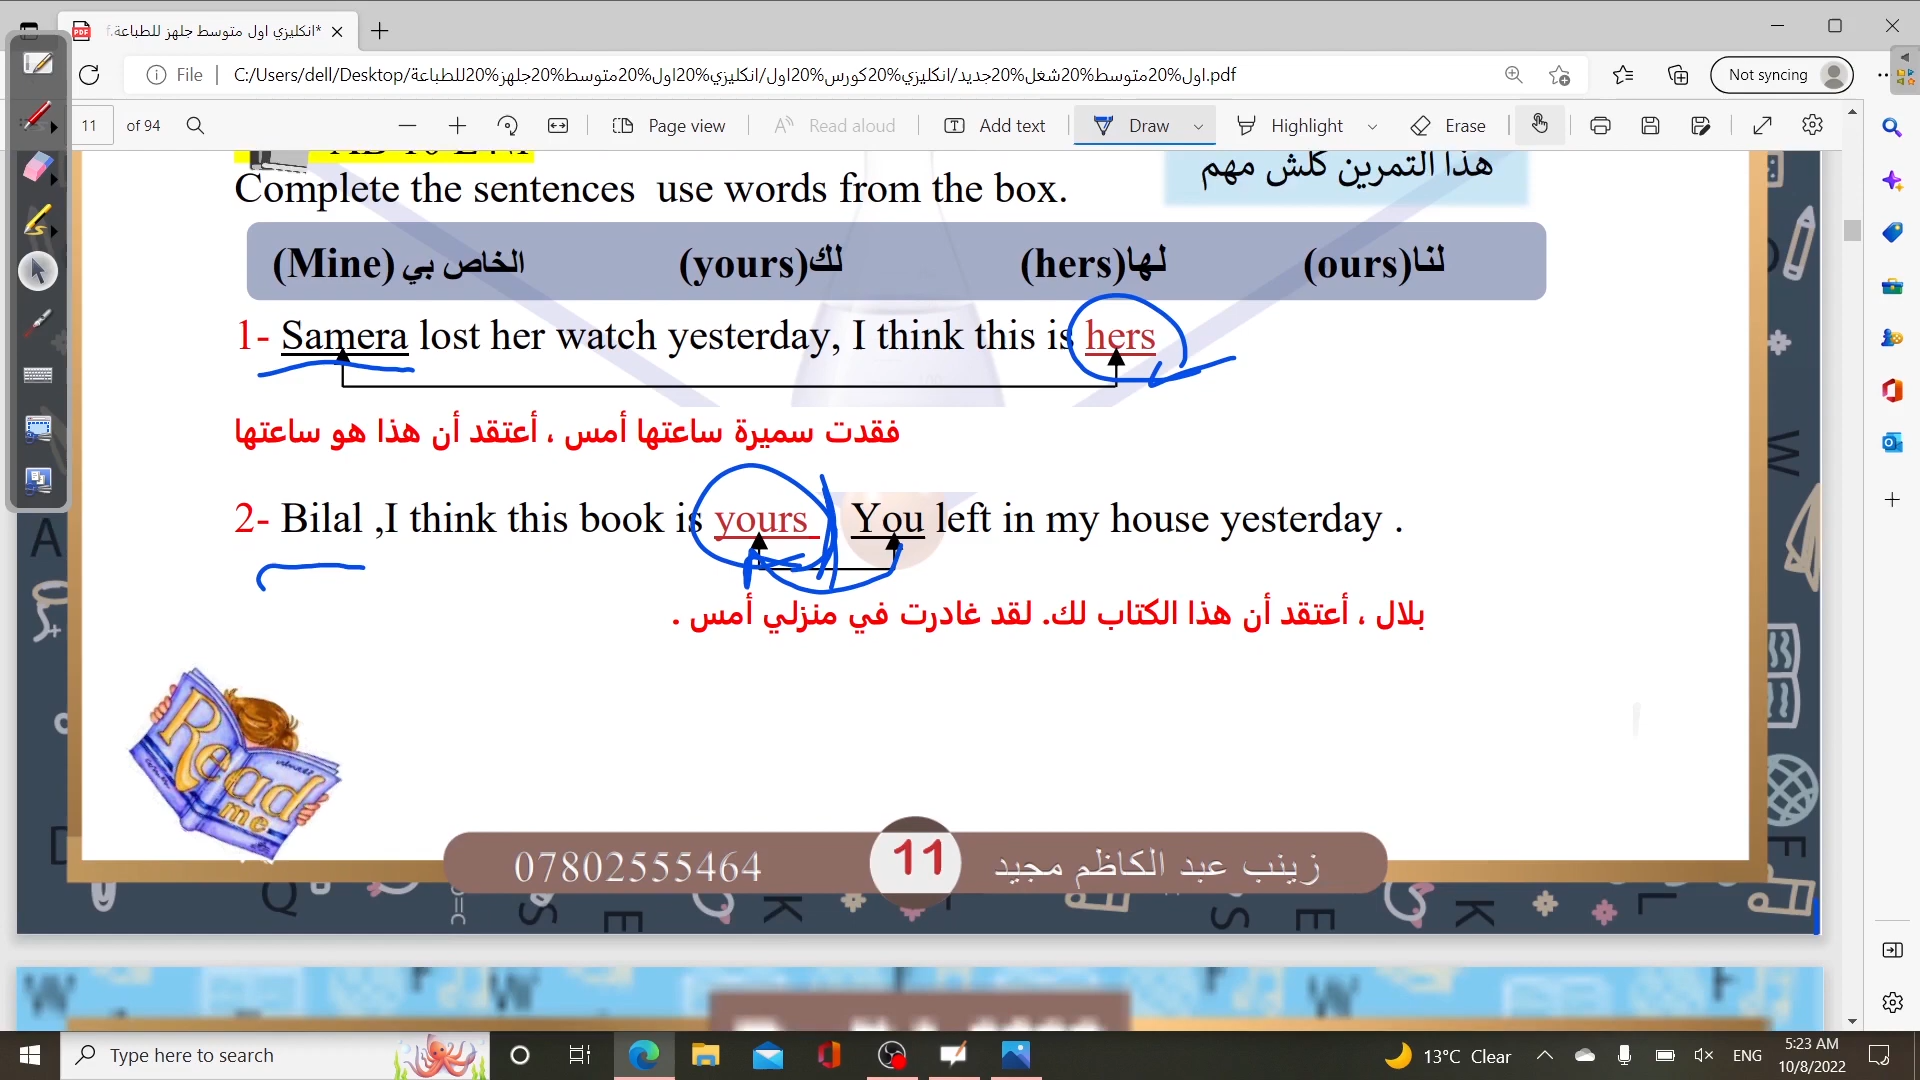 *انكليزي اول متوسط جلهز للطباعة.f
File
C:/Users/dell/Desktop/اول%20متوسط%20شغل%20جديد/انكليزي%20كورس%20اول/انكليزي%20اول%20متوسط%20جلهز%20للطباعة.pdf
Not syncing
11 of 94
Page view
Read aloud
Add text
Draw
Highlight
Erase
هذا التمرين كلش مهم
Complete the sentences use words from the box.
(Mine) الخاص بي (yours)لك (hers)لها (ours)لنا
1- Samera lost her watch yesterday, I think this is hers
فقدت سميرة ساعتها أمس ، أعتقد أن هذا هو ساعتها
2- Bilal ,I think this book is yours You left in my house yesterday .
بلال ، أعتقد أن هذا الكتاب لك. لقد غادرت في منزلي أمس .
Read
me
07802555464 11 زينب عبد الكاظم مجيد
Type here to search
13°C Clear
ENG
5:23 AM
10/8/2022